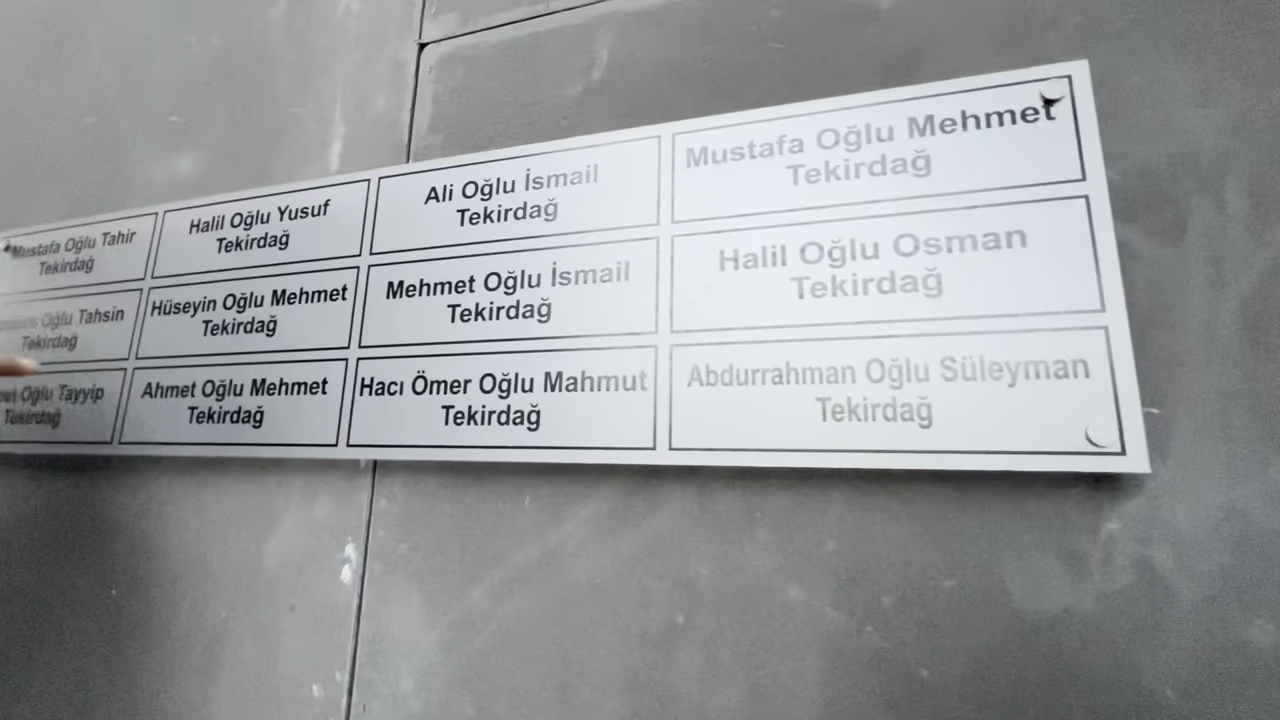 Mustafa Oğlu Tahir
Tekirdağ
Halil Oğlu Yusuf
Tekirdağ
Ali Oğlu İsmail
Tekirdağ
Mustafa Oğlu Mehmet
Tekirdağ
Oğlu Tahsin
Tekirdağ
Hüseyin Oğlu Mehmet
Tekirdağ
Mehmet Oğlu İsmail
Tekirdağ
Halil Oğlu Osman
Tekirdağ
Oğlu Tayyip
Tekirdağ
Ahmet Oğlu Mehmet
Tekirdağ
Hacı Ömer Oğlu Mahmut
Tekirdağ
Abdurrahman Oğlu Süleyman
Tekirdağ